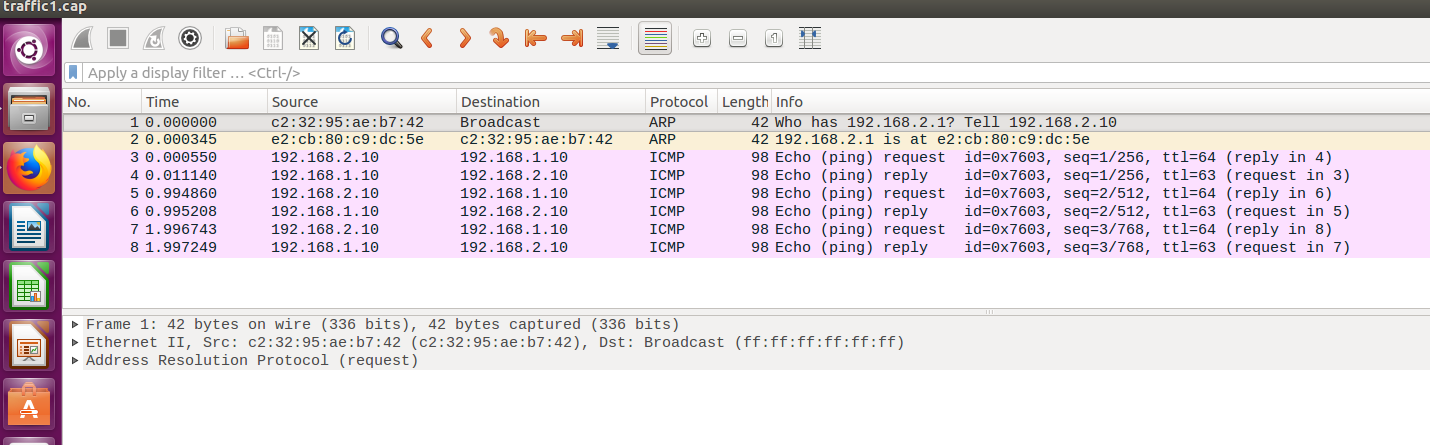 traffic1.cap
Apply a display filter … <Ctrl-/>
No. Time Source Destination Protocol Length Info
1 0.000000 c2:32:95:ae:b7:42 Broadcast ARP 42 Who has 192.168.2.1? Tell 192.168.2.10
2 0.000345 e2:cb:80:c9:dc:5e c2:32:95:ae:b7:42 ARP 42 192.168.2.1 is at e2:cb:80:c9:dc:5e
3 0.000550 192.168.2.10 192.168.1.10 ICMP 98 Echo (ping) request id=0x7603, seq=1/256, ttl=64 (reply in 4)
4 0.011140 192.168.1.10 192.168.2.10 ICMP 98 Echo (ping) reply id=0x7603, seq=1/256, ttl=63 (request in 3)
5 0.994860 192.168.2.10 192.168.1.10 ICMP 98 Echo (ping) request id=0x7603, seq=2/512, ttl=64 (reply in 6)
6 0.995208 192.168.1.10 192.168.2.10 ICMP 98 Echo (ping) reply id=0x7603, seq=2/512, ttl=63 (request in 5)
7 1.996743 192.168.2.10 192.168.1.10 ICMP 98 Echo (ping) request id=0x7603, seq=3/768, ttl=64 (reply in 8)
8 1.997249 192.168.1.10 192.168.2.10 ICMP 98 Echo (ping) reply id=0x7603, seq=3/768, ttl=63 (request in 7)
Frame 1: 42 bytes on wire (336 bits), 42 bytes captured (336 bits)
Ethernet II, Src: c2:32:95:ae:b7:42 (c2:32:95:ae:b7:42), Dst: Broadcast (ff:ff:ff:ff:ff:ff)
Address Resolution Protocol (request)